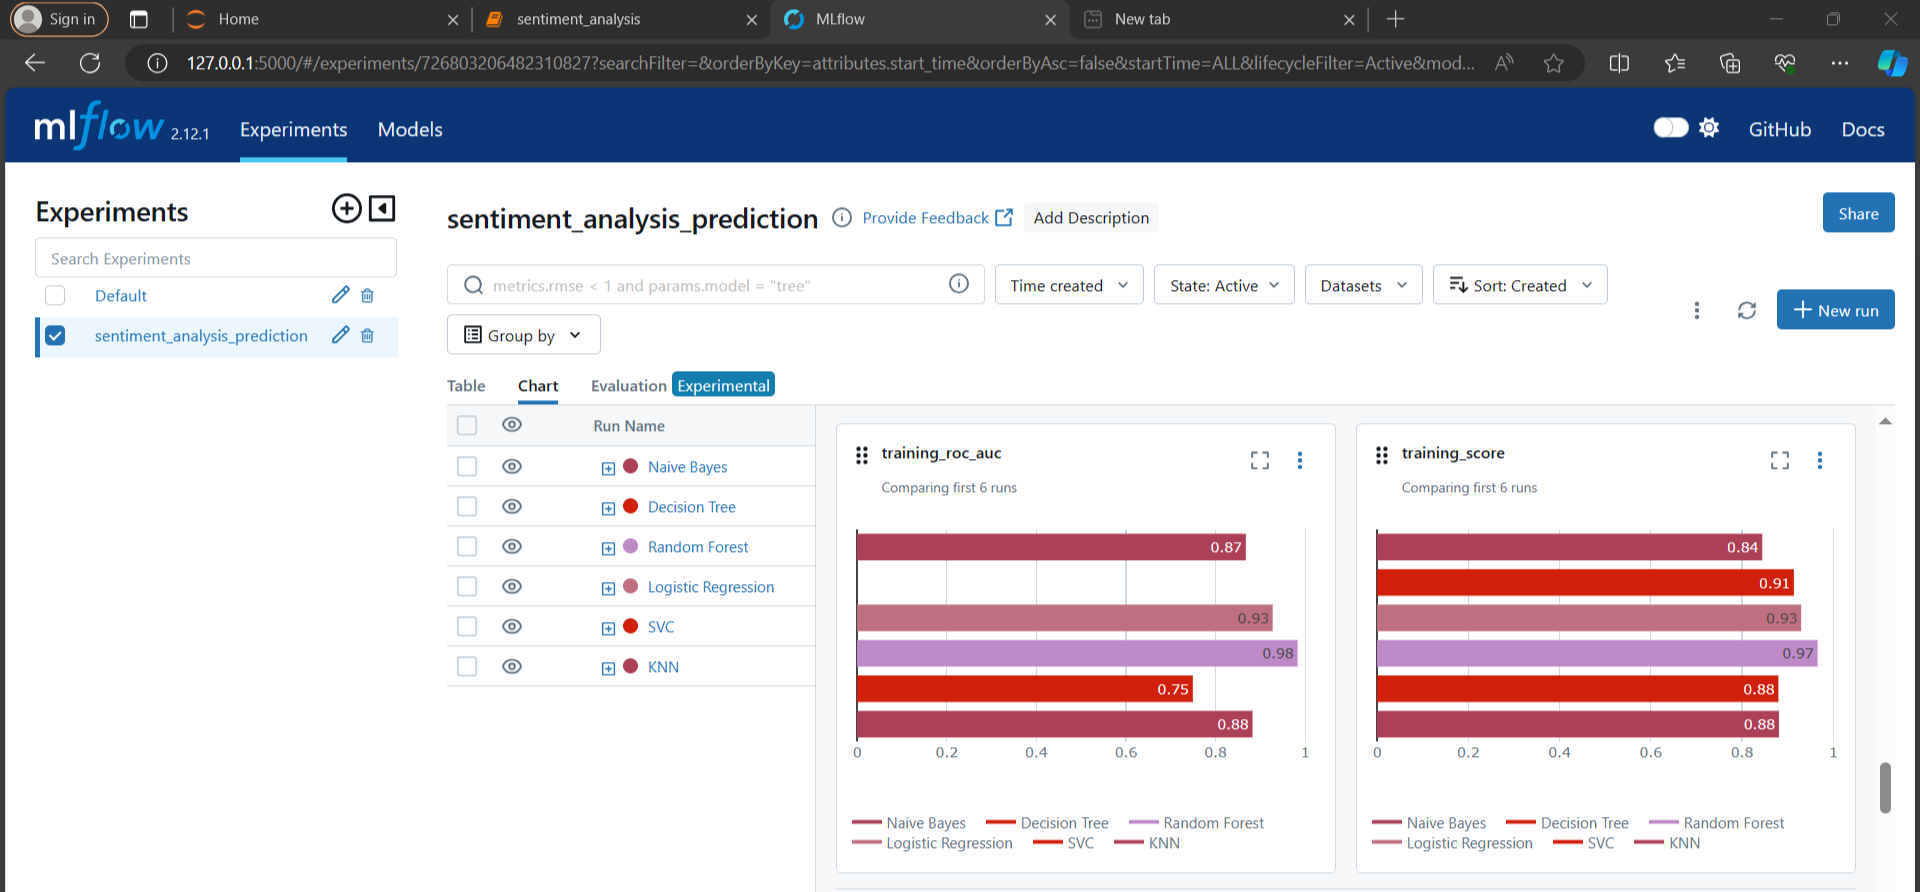 Sign in
Home
sentiment_analysis
MLflow
New tab
127.0.0.1:5000/#/experiments/726803206482310827?searchFilter=&orderByKey=attributes.start_time&orderByAsc=false&startTime=ALL&lifecycleFilter=Active&mod...
mlflow 2.12.1
Experiments
Models
GitHub
Docs
Experiments
Search Experiments
Default
sentiment_analysis_prediction
sentiment_analysis_prediction
Provide Feedback
Add Description
Share
metrics.rmse < 1 and params.model = "tree"
Time created
State: Active
Datasets
Sort: Created
New run
Group by
Table
Chart
Evaluation
Experimental
Run Name
Naive Bayes
Decision Tree
Random Forest
Logistic Regression
SVC
KNN
training_roc_auc
Comparing first 6 runs
0.87
0.93
0.98
0.75
0.88
0 0.2 0.4 0.6 0.8 1
Naive Bayes Decision Tree Random Forest
Logistic Regression SVC KNN
training_score
Comparing first 6 runs
0.84
0.91
0.93
0.97
0.88
0.88
0 0.2 0.4 0.6 0.8 1
Naive Bayes Decision Tree Random Forest
Logistic Regression SVC KNN